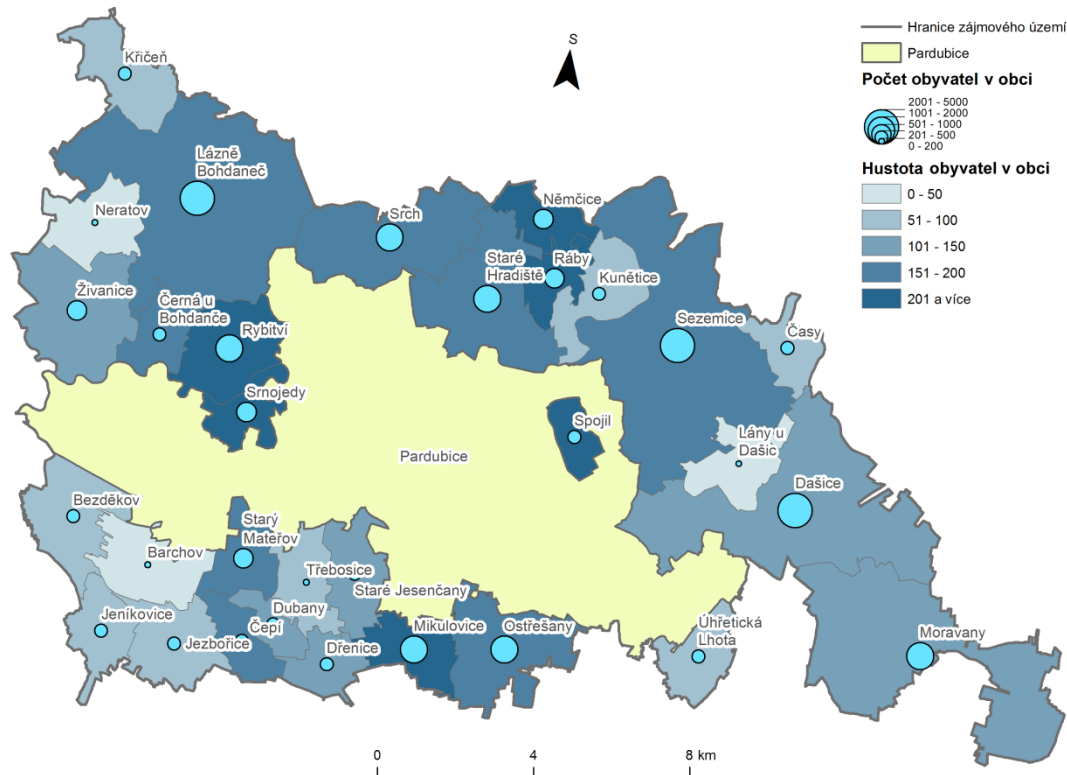 S
Hranice zájmového území
Pardubice
Počet obyvatel v obci
2001 - 5000
1001 - 2000
501 - 1000
201 - 500
0 - 200
Hustota obyvatel v obci
0 - 50
51 - 100
101 - 150
151 - 200
201 a více
Křičeň
Lázně
Bohdaneč
Neratov
Němčice
Srch
Staré
Hradiště
Ráby
Kunětice
Živanice
Černá u
Bohdanče
Rybitví
Sezemice
Časy
Srnojedy
Spojil
Lány u
Dašic
Pardubice
Dašice
Bezděkov
Starý
Mateřov
Barchov
Třebosice
Staré Jesenčany
Dubany
Jeníkovice
Jezbořice
Čepí
Mikulovice
Ostřešany
Dřenice
Úhřetická
Lhota
Moravany
0
4
8 km